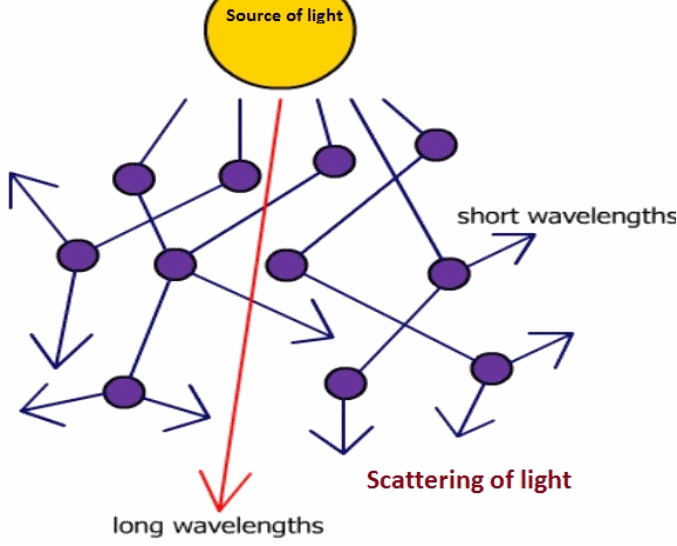 Source of light
short wavelengths
Scattering of light
long wavelengths